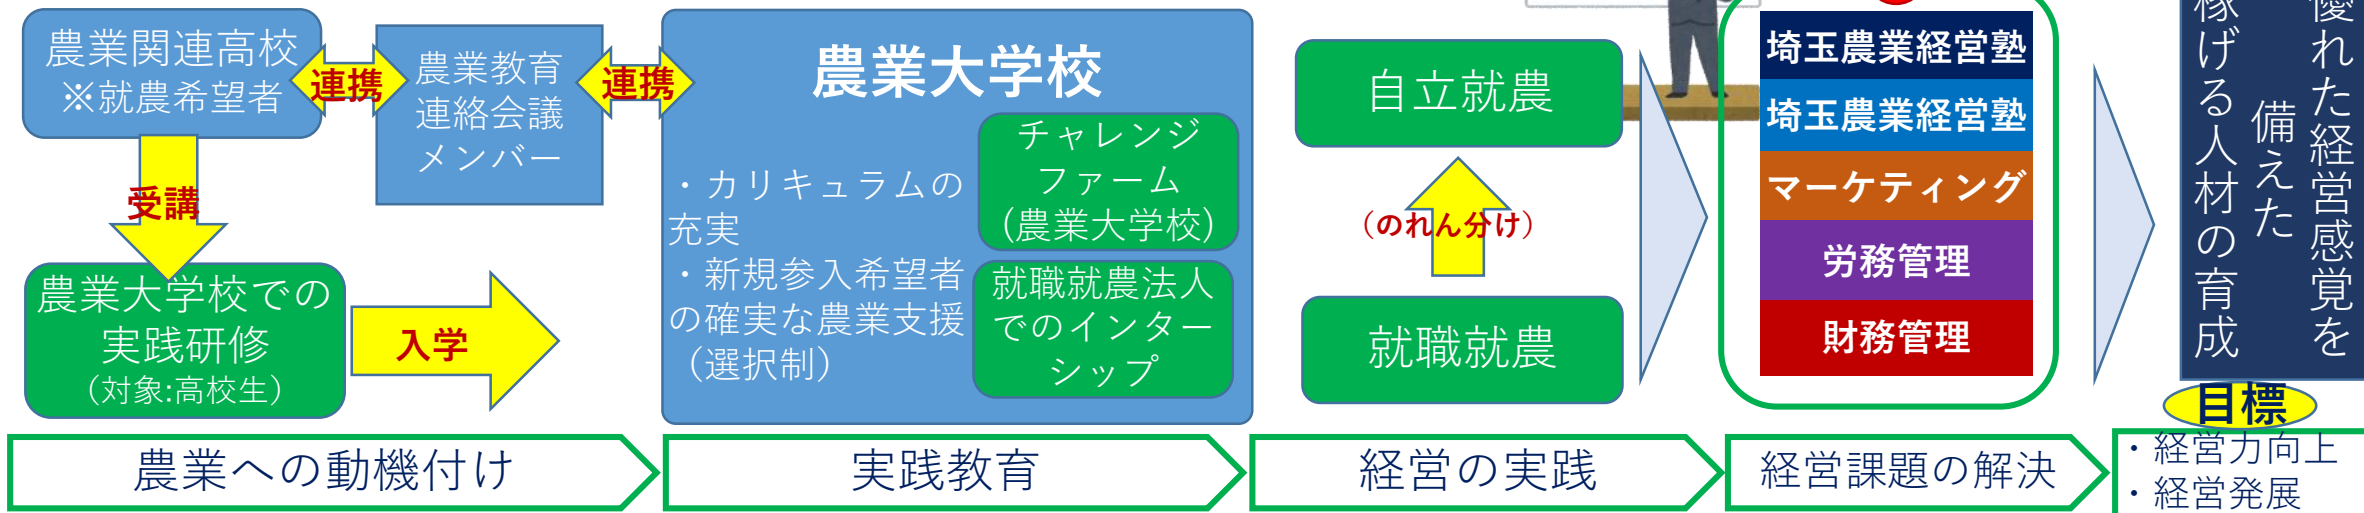 農業関連高校
※就農希望者
連携
農業教育
連絡会議
メンバー
連携
受講
農業大学校での
実践研修
(対象:高校生)
入学
農業大学校
・カリキュラムの
充実
・新規参入希望者
の確実な農業支援
(選択制)
チャレンジ
ファーム
(農業大学校)
就職就農法人
でのインター
シップ
自立就農
(のれん分け)
就職就農
埼玉農業経営塾
埼玉農業経営塾
マーケティング
労務管理
財務管理
優れた経営感覚を
備えた
稼げる人材の育成
目標
・経営力向上
・経営発展
農業への動機付け
実践教育
経営の実践
経営課題の解決